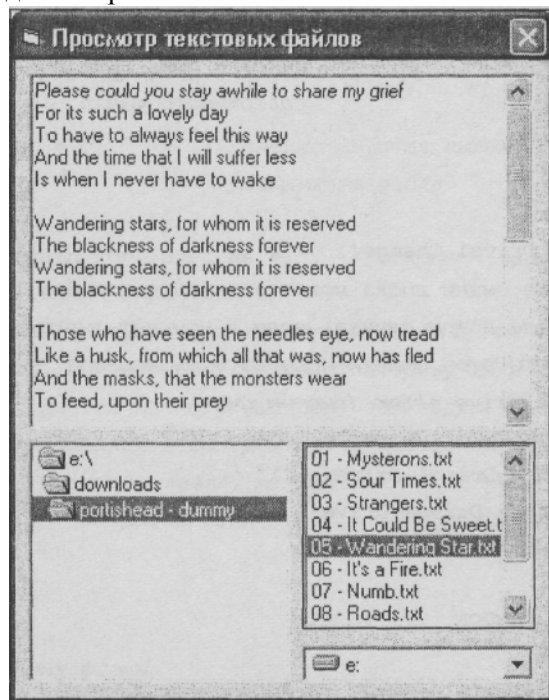 Просмотр текстовых файлов
Please could you stay awhile to share my grief
For its such a lovely day
To have to always feel this way
And the time that I will suffer less
Is when I never have to wake
Wandering stars, for whom it is reserved
The blackness of darkness forever
Wandering stars, for whom it is reserved
The blackness of darkness forever
Those who have seen the needles eye, now tread
Like a husk, from which all that was, now has fled
And the masks, that the monsters wear
To feed, upon their prey
e:\
downloads
portishead - dummy
01 - Mysterons.txt
02 - Sour Times.txt
03 - Strangers.txt
04 - It Could Be Sweet.t
05 - Wandering Star.txt
06 - It's a Fire.txt
07 - Numb.txt
08 - Roads.txt
e: